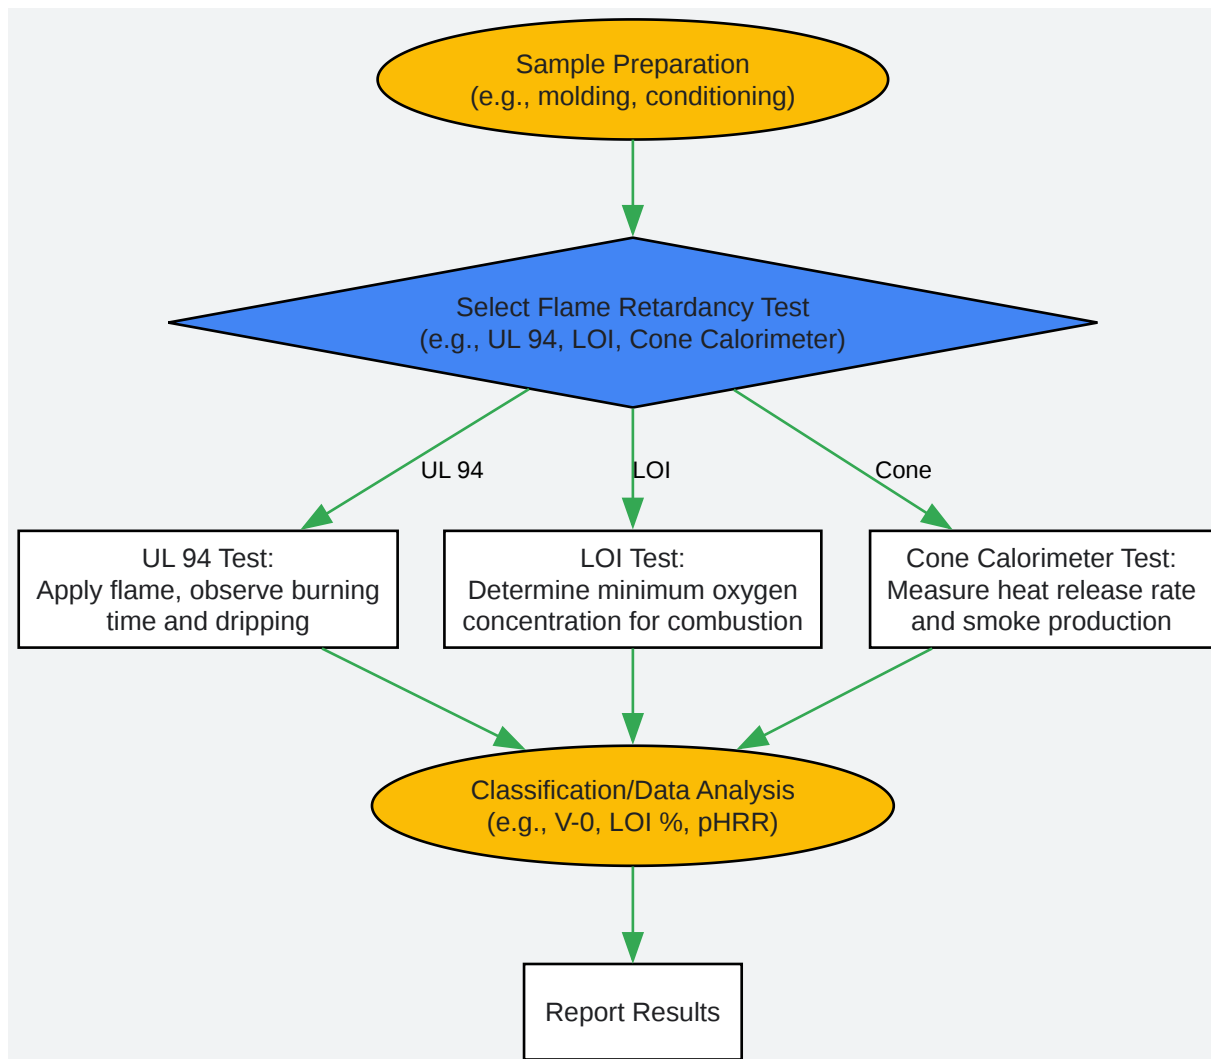 Sample Preparation
(e.g., molding, conditioning)
Select Flame Retardancy Test
(e.g., UL 94, LOI, Cone Calorimeter)
UL 94
LOI
Cone
UL 94 Test:
Apply flame, observe burning
time and dripping
LOI Test:
Determine minimum oxygen
concentration for combustion
Cone Calorimeter Test:
Measure heat release rate
and smoke production
Classification/Data Analysis
(e.g., V-0, LOI %, pHRR)
Report Results